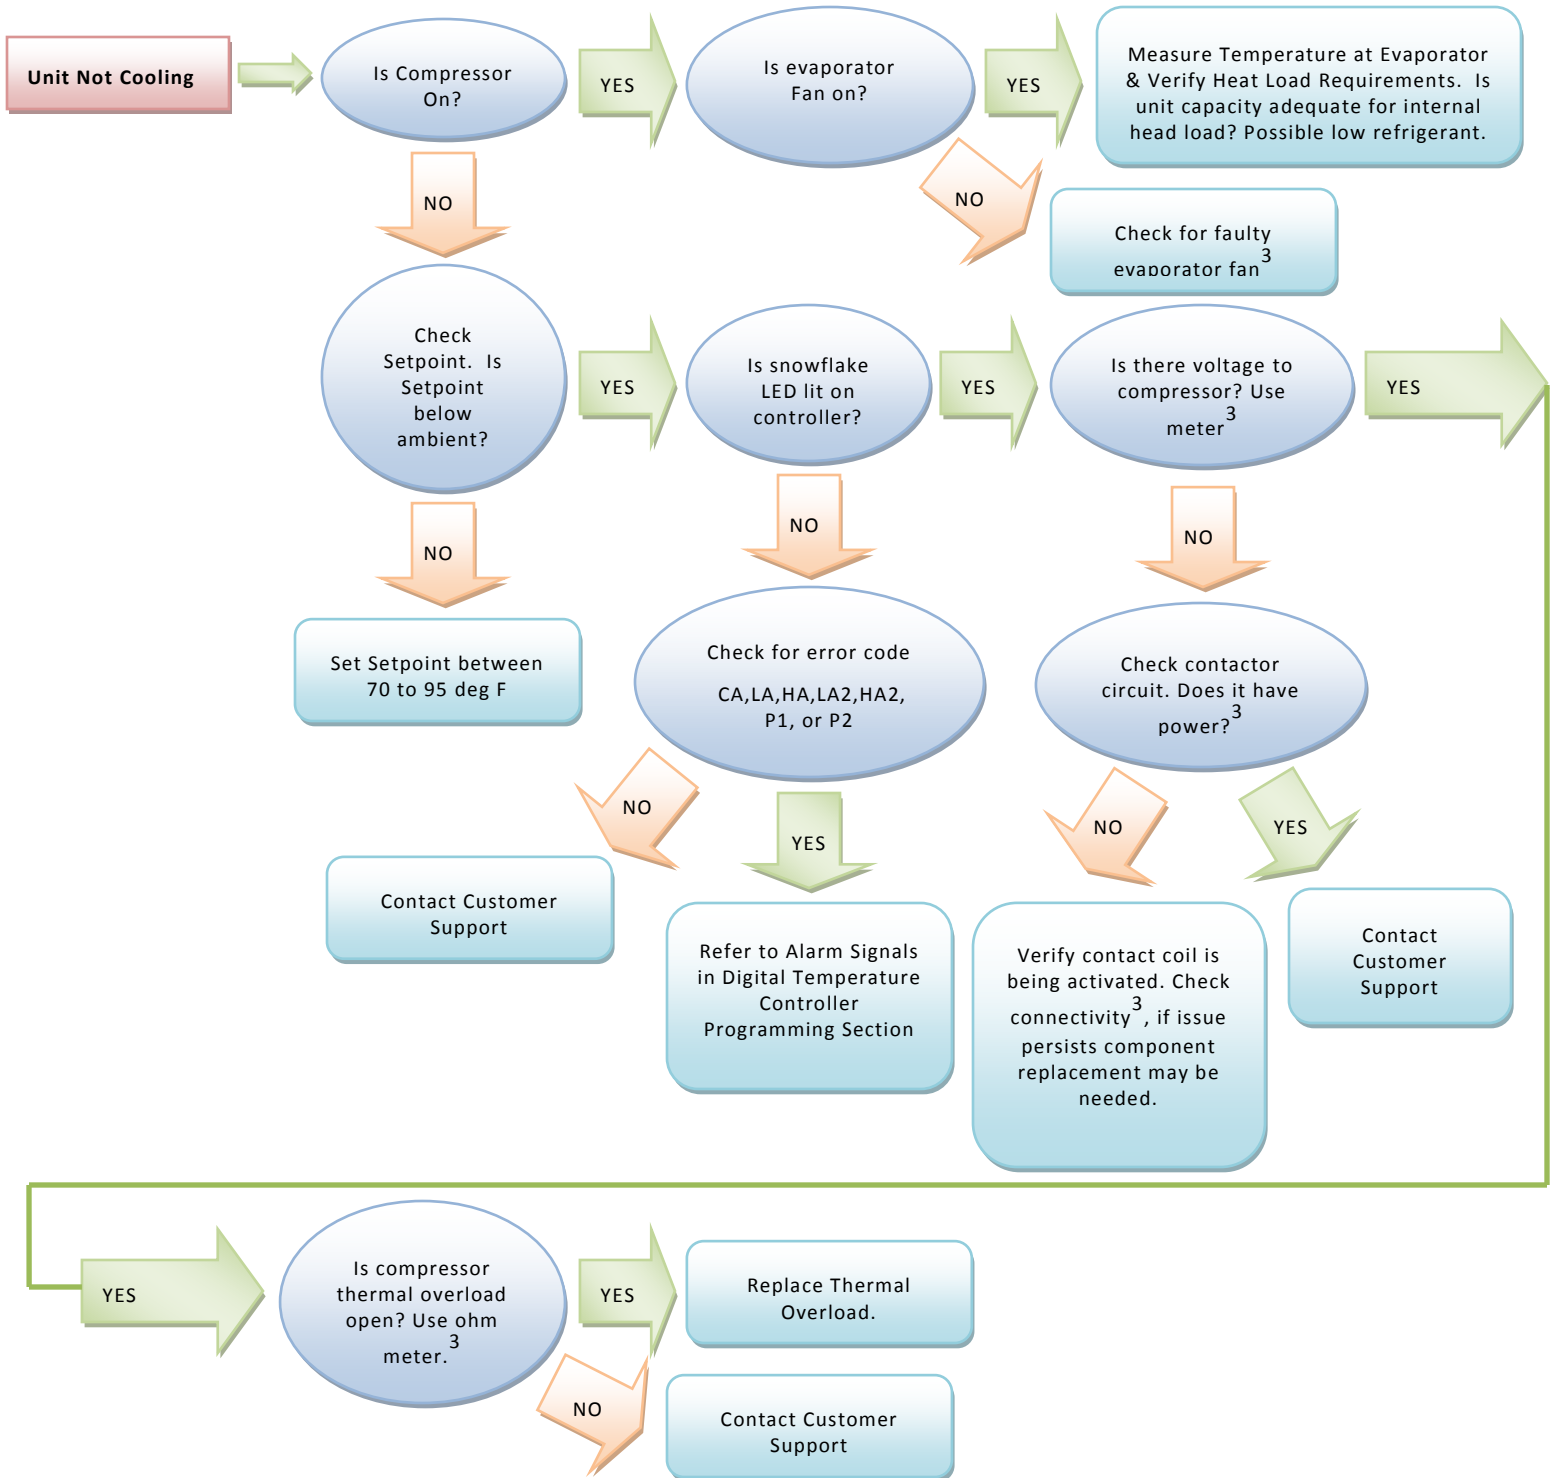 Unit Not Cooling
Is Compressor
On?
YES
Is evaporator
Fan on?
YES
Measure Temperature at Evaporator
& Verify Heat Load Requirements.  Is
unit capacity adequate for internal
head load? Possible low refrigerant.
NO
NO
Check for faulty
evaporator fan3
Check
Setpoint.  Is
Setpoint
below
ambient?
YES
Is snowflake
LED lit on
controller?
YES
Is there voltage to
compressor? Use
meter3
YES
NO
NO
NO
Set Setpoint between
70 to 95 deg F
Check for error code
CA,LA,HA,LA2,HA2,
P1, or P2
Check contactor
circuit. Does it have
power?3
NO
YES
NO
YES
Contact Customer
Support
Refer to Alarm Signals
in Digital Temperature
Controller
Programming Section
Verify contact coil is
being activated. Check
connectivity3, if issue
persists component
replacement may be
needed.
Contact
Customer
Support
YES
Is compressor
thermal overload
open? Use ohm
meter.3
YES
Replace Thermal
Overload.
NO
Contact Customer
Support